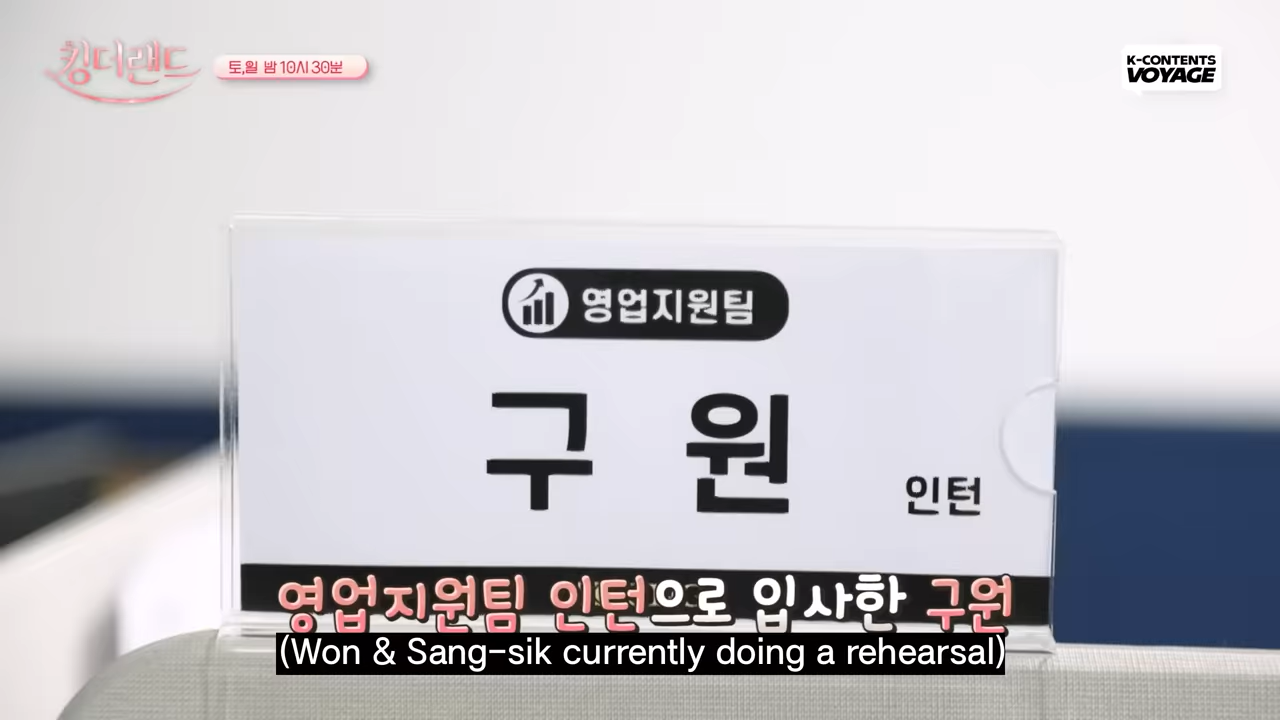 킹더랜드
토,일 밤 10시 30분
K-CONTENTS
VOYAGE
영업지원팀
구 원
인턴
영업지원팀 인턴으로 입사한 구원
(Won & Sang-sik currently doing a rehearsal)